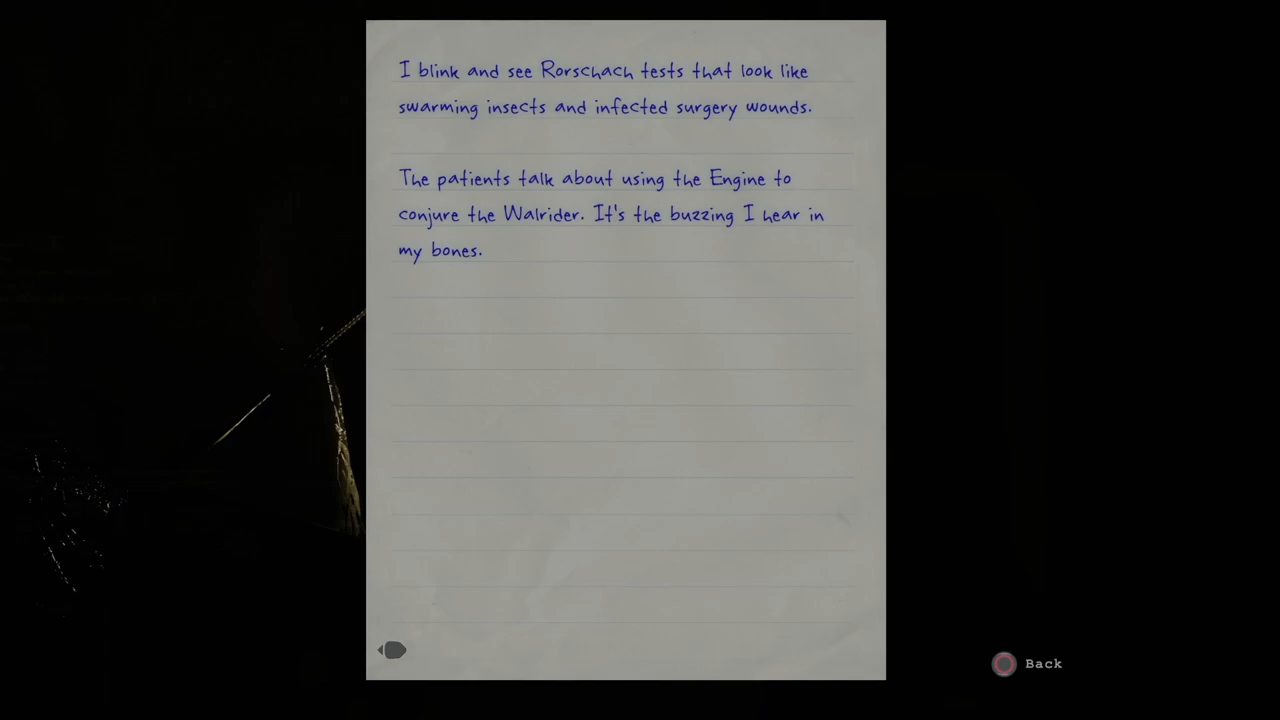 I blink and see Rorschach tests that look like
swarming insects and infected surgery wounds.
The patients talk about using the Engine to
conjure the Walrider. It's the buzzing I hear in
my bones.
Back